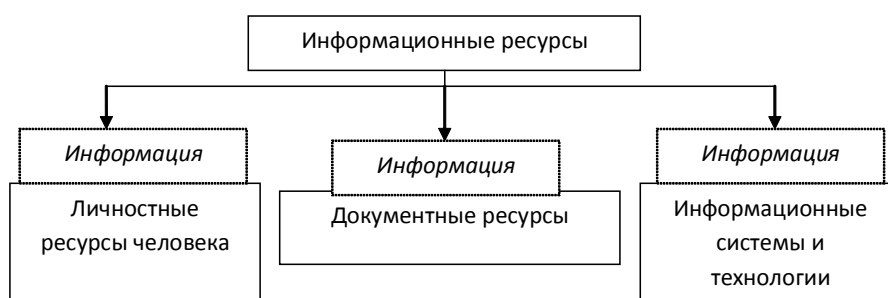 Информационные ресурсы
Информация
Личностные
ресурсы человека
Информация
Документные ресурсы
Информация
Информационные
системы и
технологии